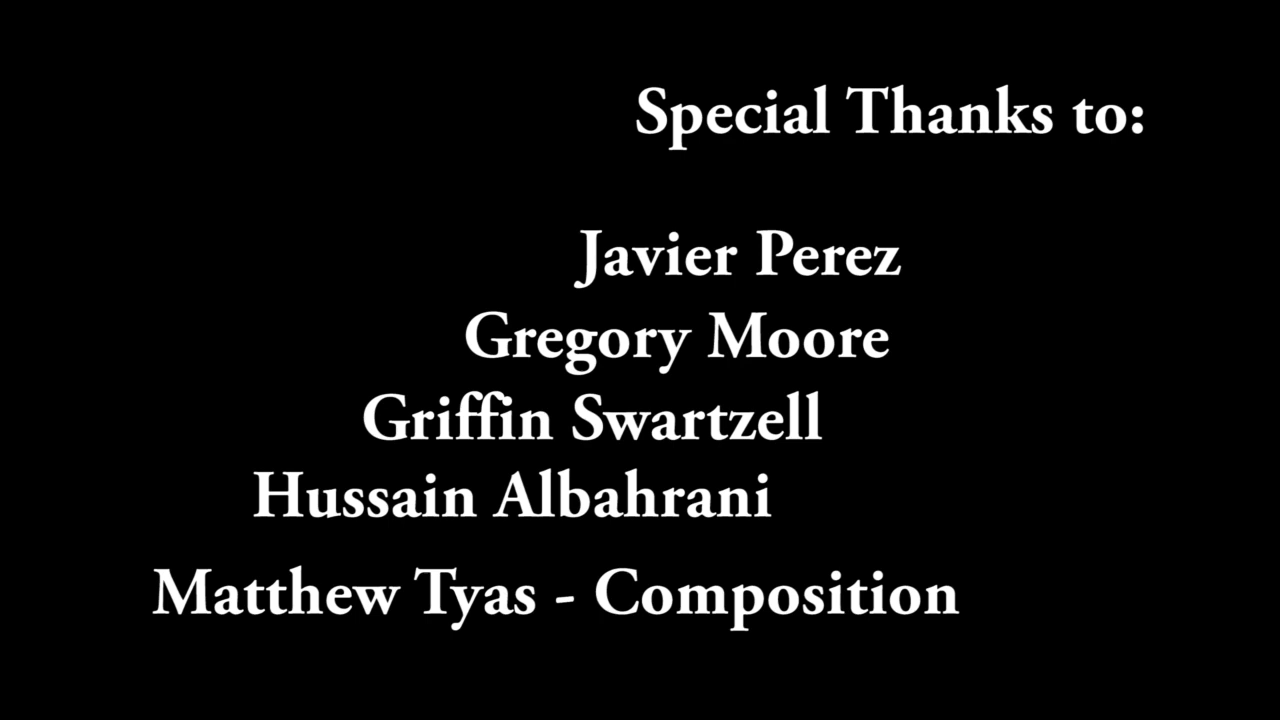 Special Thanks to:
Javier Perez
Gregory Moore
Griffin Swartzell
Hussain Albahrani
Matthew Tyas - Composition